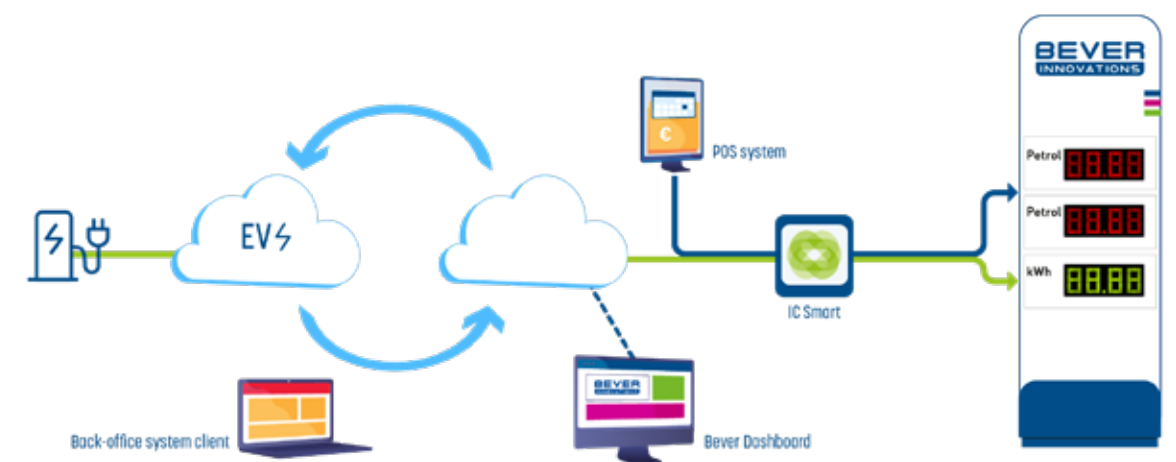 EV
POS system
IC Smart
Back-office system client
BEVER
Bever Dashboard
BEVER
INNOVATIONS
Petrol
88.88
Petrol
88.88
kWh
88.88
€